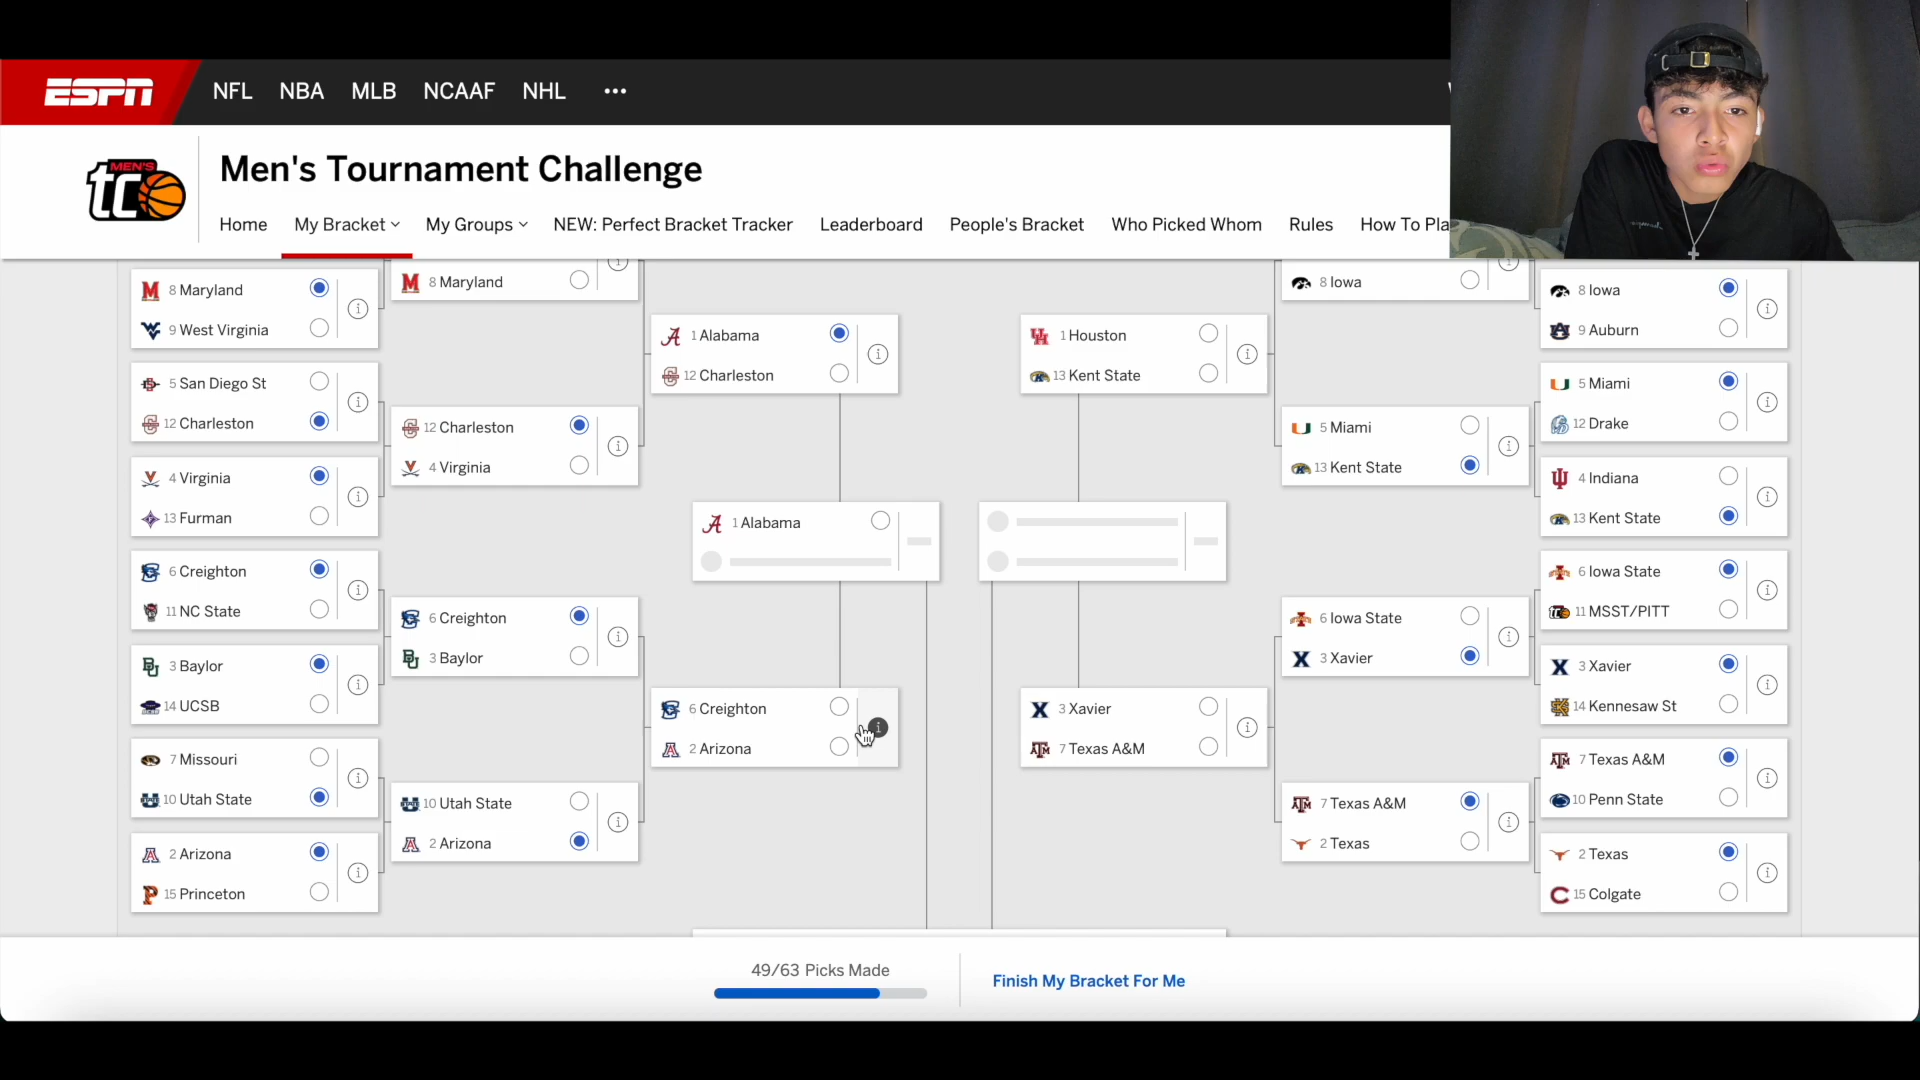 ESPN NFL NBA MLB NCAAF NHL •••
MEN'S
tc
Men's Tournament Challenge
Home My Bracket My Groups NEW: Perfect Bracket Tracker Leaderboard People's Bracket Who Picked Whom Rules How To Pla
8 Maryland
9 West Virginia
5 San Diego St
12 Charleston
4 Virginia
13 Furman
6 Creighton
11 NC State
3 Baylor
14 UCSB
7 Missouri
10 Utah State
2 Arizona
15 Princeton
8 Maryland
12 Charleston
4 Virginia
6 Creighton
3 Baylor
10 Utah State
2 Arizona
1 Alabama
12 Charleston
1 Alabama
6 Creighton
2 Arizona
1 Houston
13 Kent State
3 Xavier
7 Texas A&M
8 Iowa
5 Miami
13 Kent State
6 Iowa State
3 Xavier
7 Texas A&M
2 Texas
8 Iowa
9 Auburn
5 Miami
12 Drake
4 Indiana
13 Kent State
6 Iowa State
11 MSST/PITT
3 Xavier
14 Kennesaw St
7 Texas A&M
10 Penn State
2 Texas
15 Colgate
49/63 Picks Made
Finish My Bracket For Me